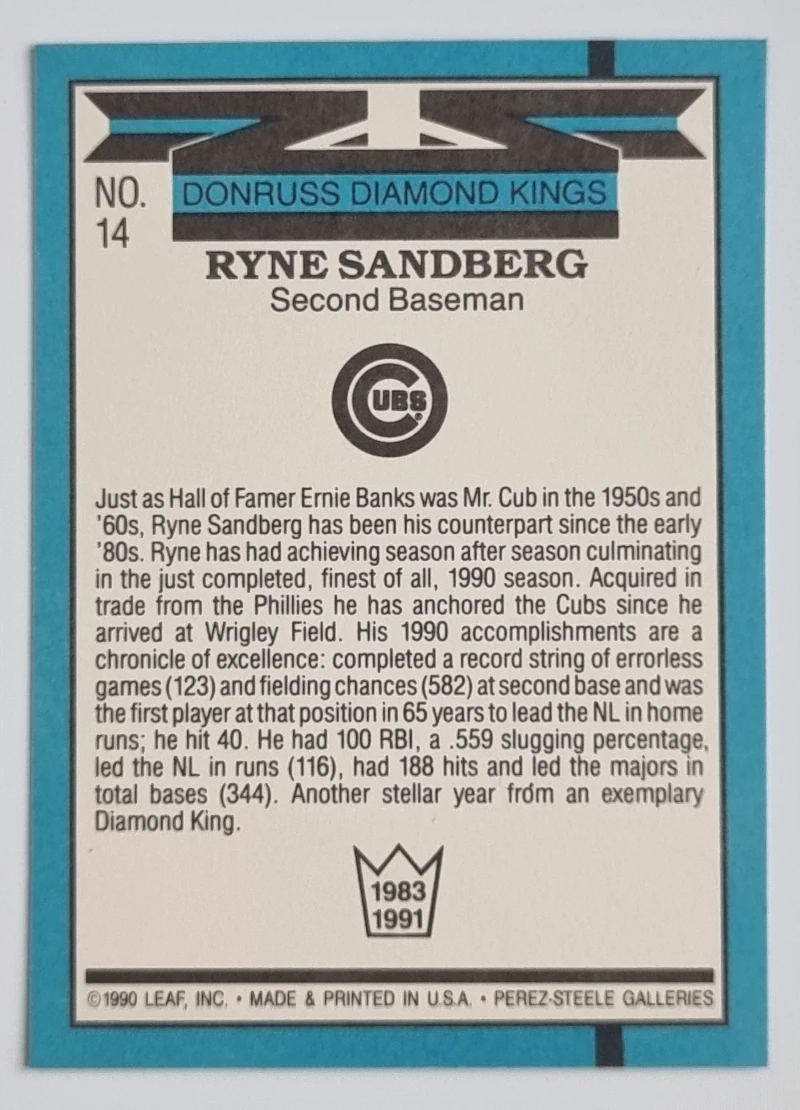 NO.
14
DONRUSS DIAMOND KINGS
RYNE SANDBERG
Second Baseman
CUBS®
Just as Hall of Famer Ernie Banks was Mr. Cub in the 1950s and
'60s, Ryne Sandberg has been his counterpart since the early
'80s. Ryne has had achieving season after season culminating
in the just completed, finest of all, 1990 season. Acquired in
trade from the Phillies he has anchored the Cubs since he
arrived at Wrigley Field. His 1990 accomplishments are a
chronicle of excellence: completed a record string of errorless
games (123) and fielding chances (582) at second base and was
the first player at that position in 65 years to lead the NL in home
runs; he hit 40. He had 100 RBI, a .559 slugging percentage,
led the NL in runs (116), had 188 hits and led the majors in
total bases (344). Another stellar year from an exemplary
Diamond King.
1983
1991
©1990 LEAF, INC. • MADE & PRINTED IN U.S.A. • PEREZ-STEELE GALLERIES